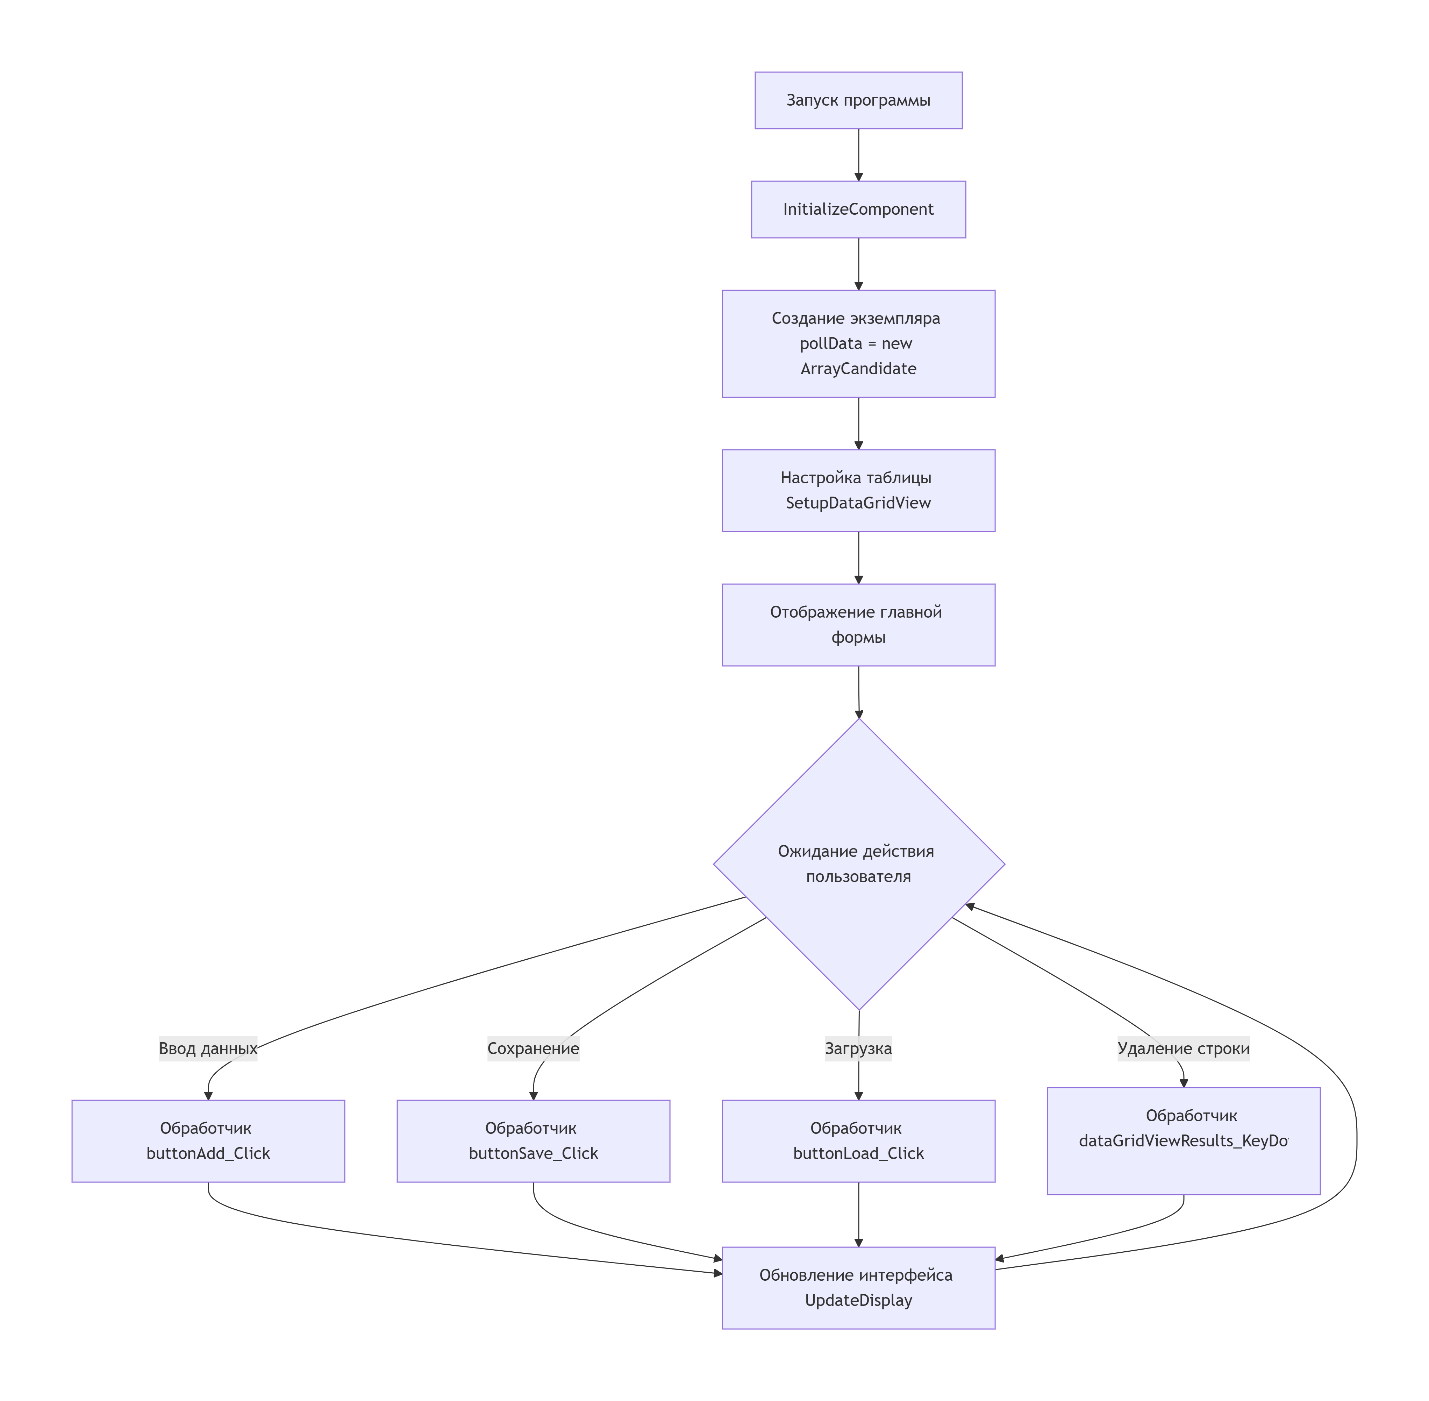 Запуск программы
InitializeComponent
Создание экземпляра
pollData = new
ArrayCandidate
Настройка таблицы
SetupDataGridView
Отображение главной
формы
Ожидание действия
пользователя
Ввод данных
Сохранение
Загрузка
Удаление строки
Обработчик
buttonAdd_Click
Обработчик
buttonSave_Click
Обработчик
buttonLoad_Click
Обработчик
dataGridViewResults_KeyDo
Обновление интерфейса
UpdateDisplay